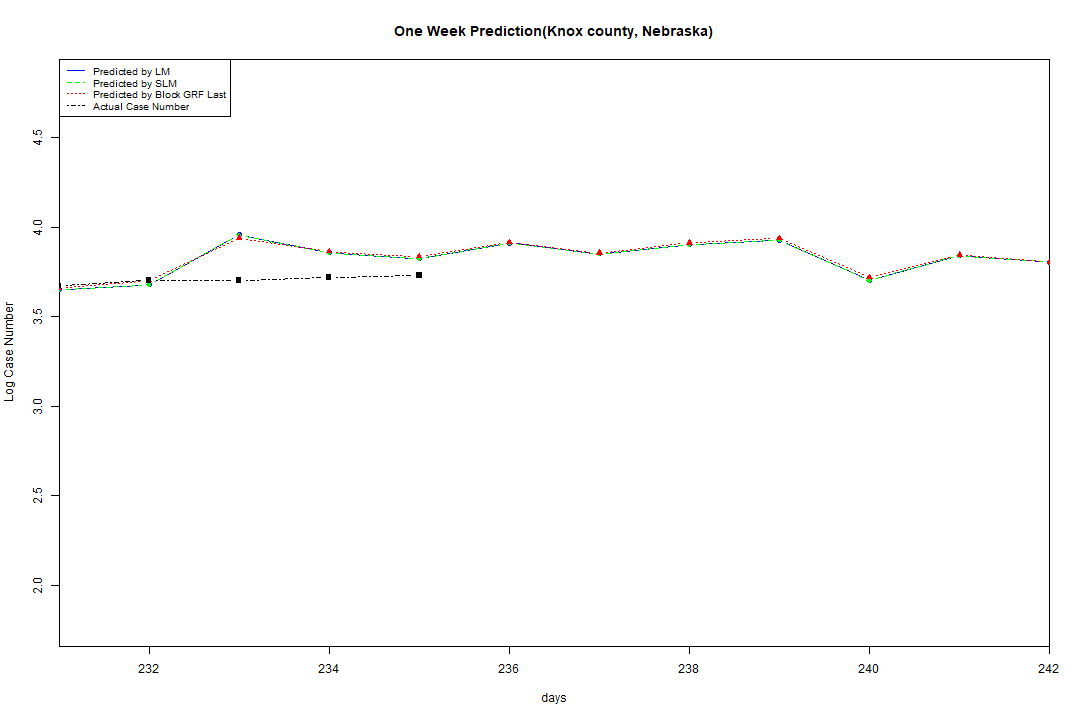 One Week Prediction(Knox county, Nebraska)
Predicted by LM
Predicted by SLM
Predicted by Block GRF Last
Actual Case Number
4.5
4.0
3.5
3.0
2.5
2.0
Log Case Number
232 234 236 238 240 242
days